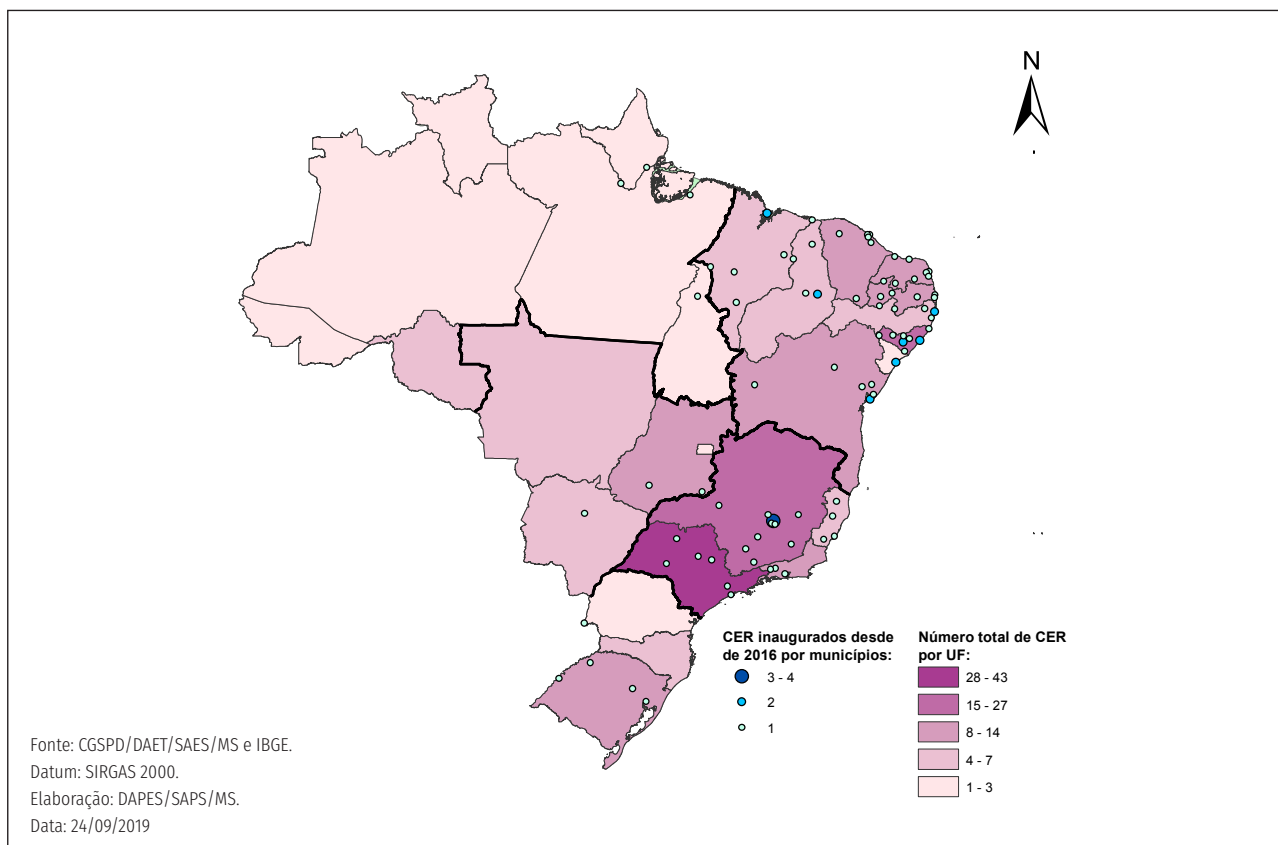 N
CER inaugurados desde
de 2016 por municípios:
3 - 4
2
1
Número total de CER
por UF:
28 - 43
15 - 27
8 - 14
4 - 7
1 - 3
Fonte: CGSPD/DAET/SAES/MS e IBGE.
Datum: SIRGAS 2000.
Elaboração: DAPES/SAPS/MS.
Data: 24/09/2019